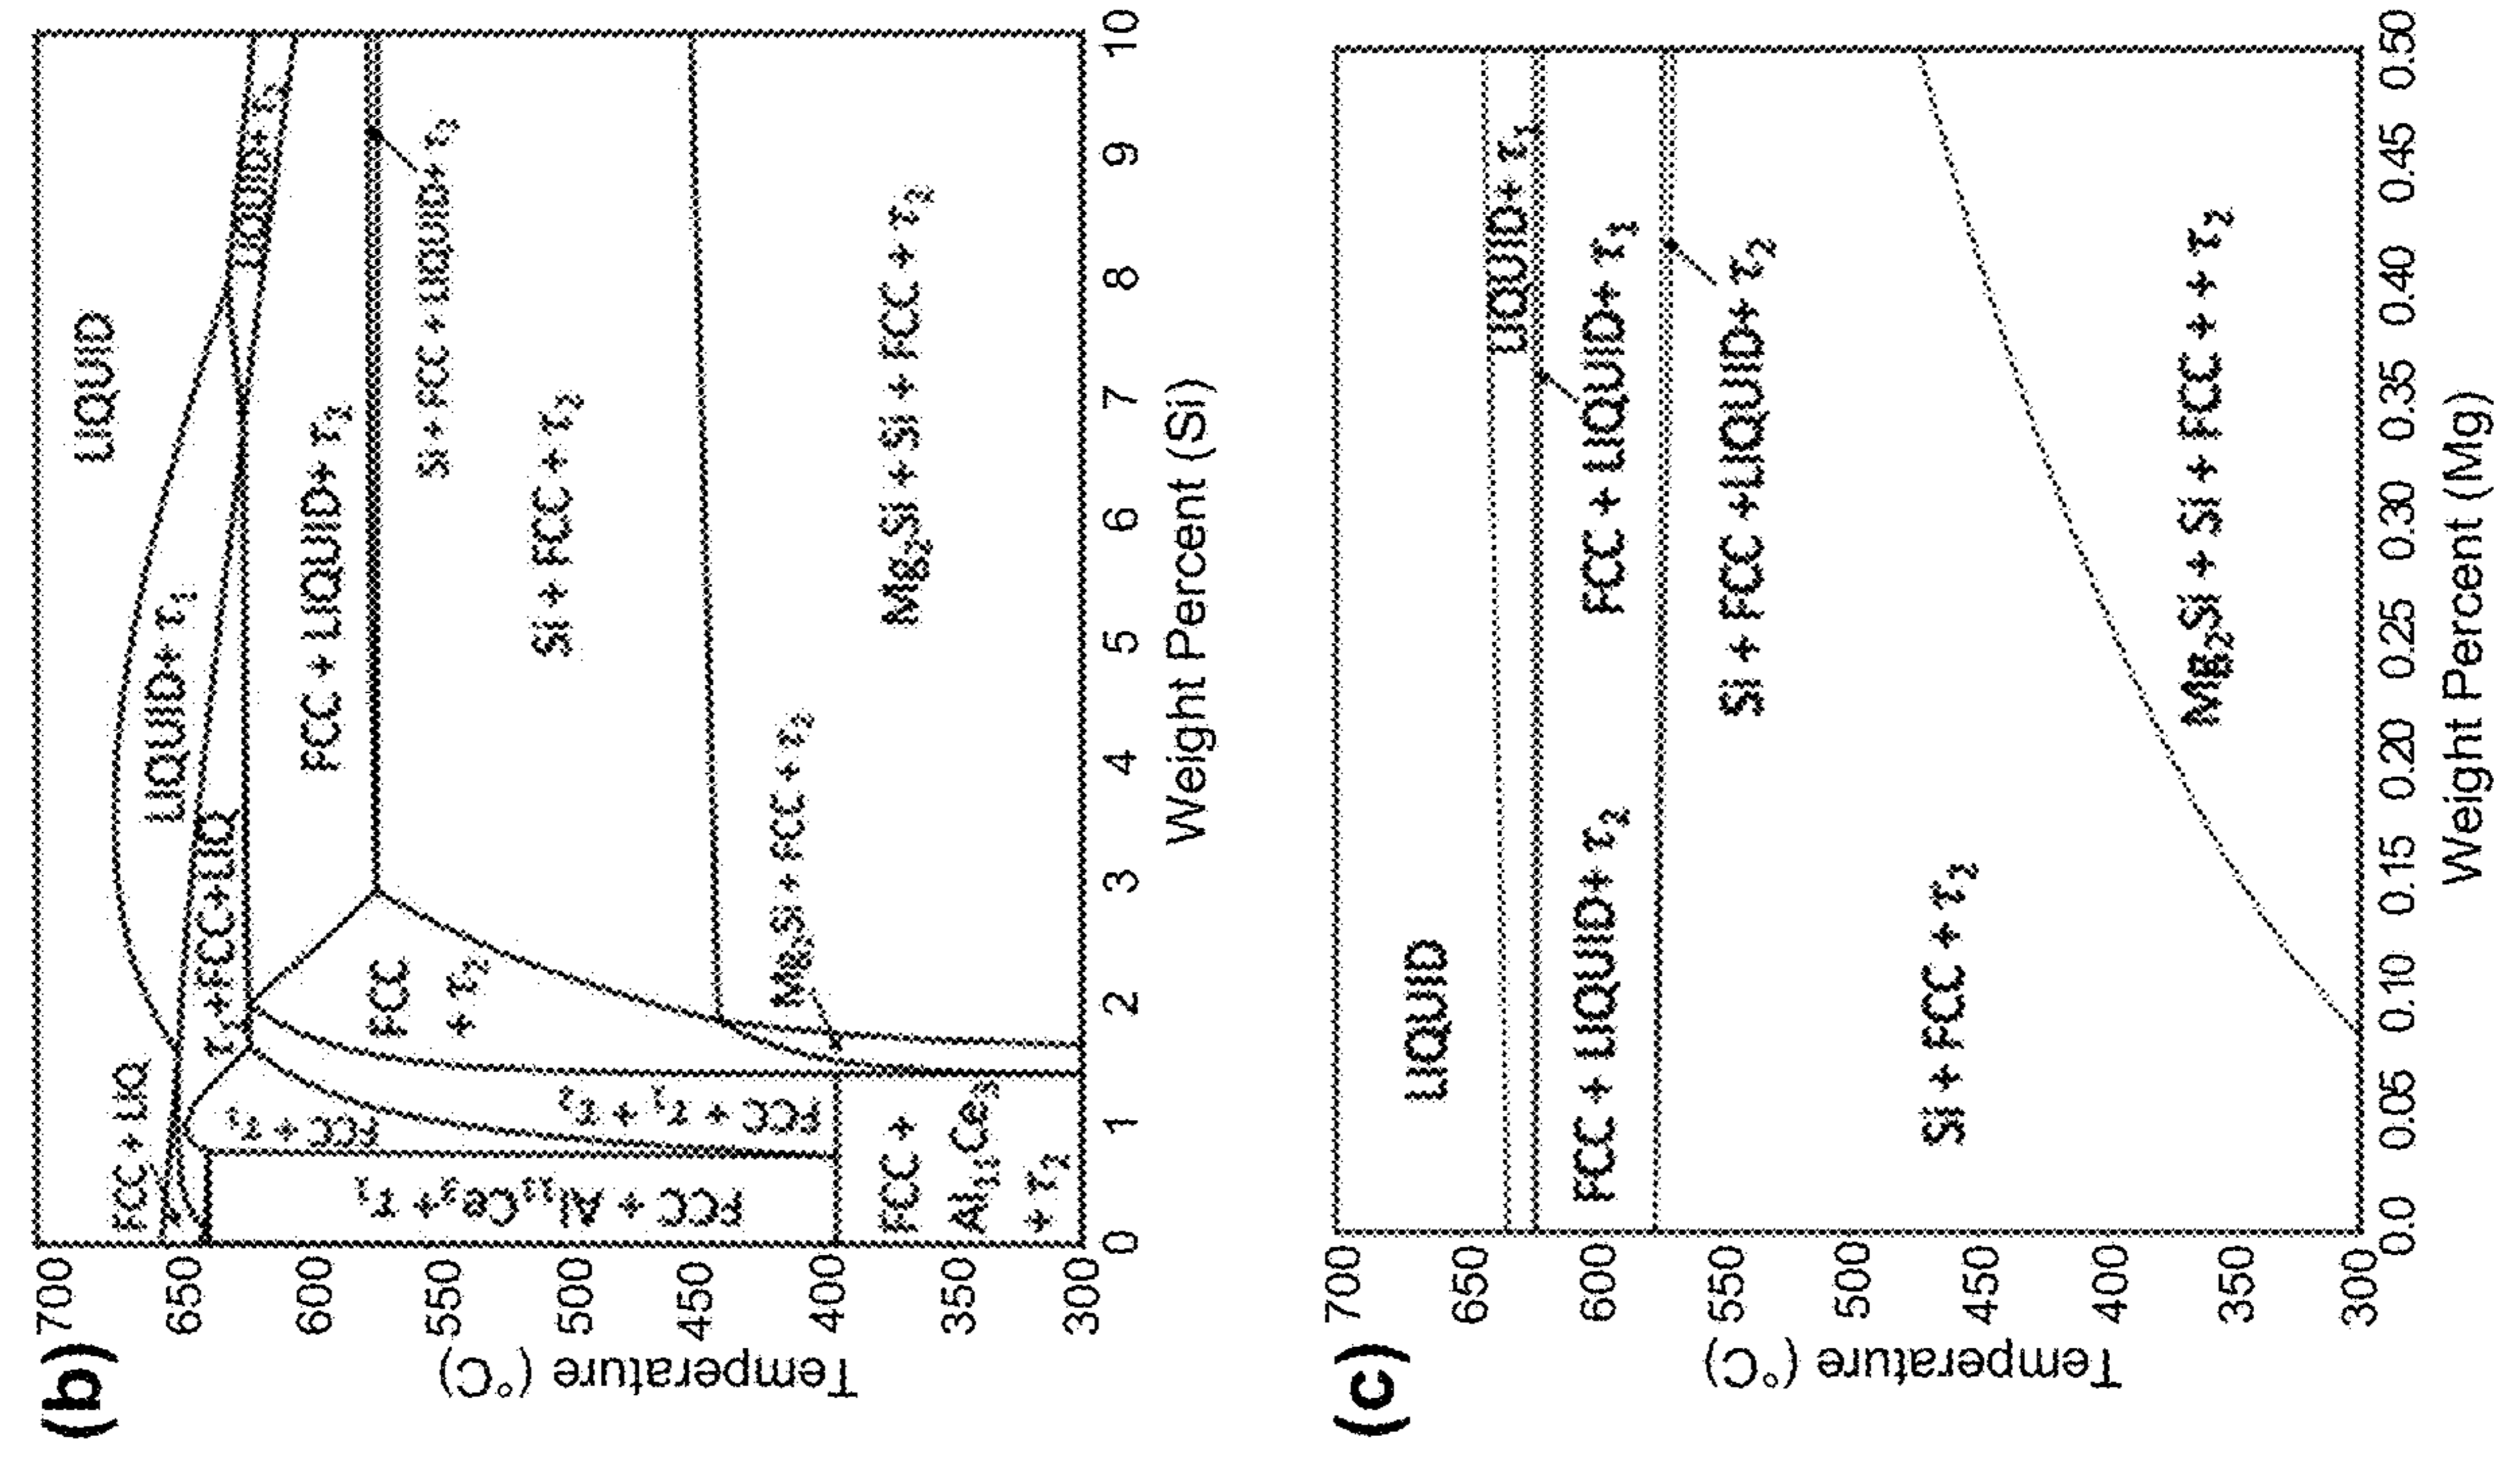 (b)
Temperature (°C)
700
650
600
550
500
450
400
350
300
LIQUID
FCC + LIQ
LIQUID+ τ₁
τ₁+FCC+LIQ
FCC + τ₁
FCC + LIQUID+ τ₂
Si + FCC + LIQUID+ τ₂
FCC
+ τ₂
Si + FCC + τ₂
FCC + Al₁₁Ce₃+ τ₁
FCC + τ₁ + τ₂
Mg₂Si + FCC + τ₂
FCC +
Al₁₁Ce₃
+ τ₂
Mg₂Si + Si + FCC + τ₂
0 1 2 3 4 5 6 7 8 9 10
Weight Percent (Si)
(c)
Temperature (°C)
700
650
600
550
500
450
400
350
300
LIQUID
LIQUID+ τ₁
FCC + LIQUID+ τ₂
FCC + LIQUID+ τ₁
Si + FCC +LIQUID+ τ₂
Si + FCC + τ₂
Mg₂Si + Si + FCC + + τ₂
0.0 0.05 0.10 0.15 0.20 0.25 0.30 0.35 0.40 0.45 0.50
Weight Percent (Mg)